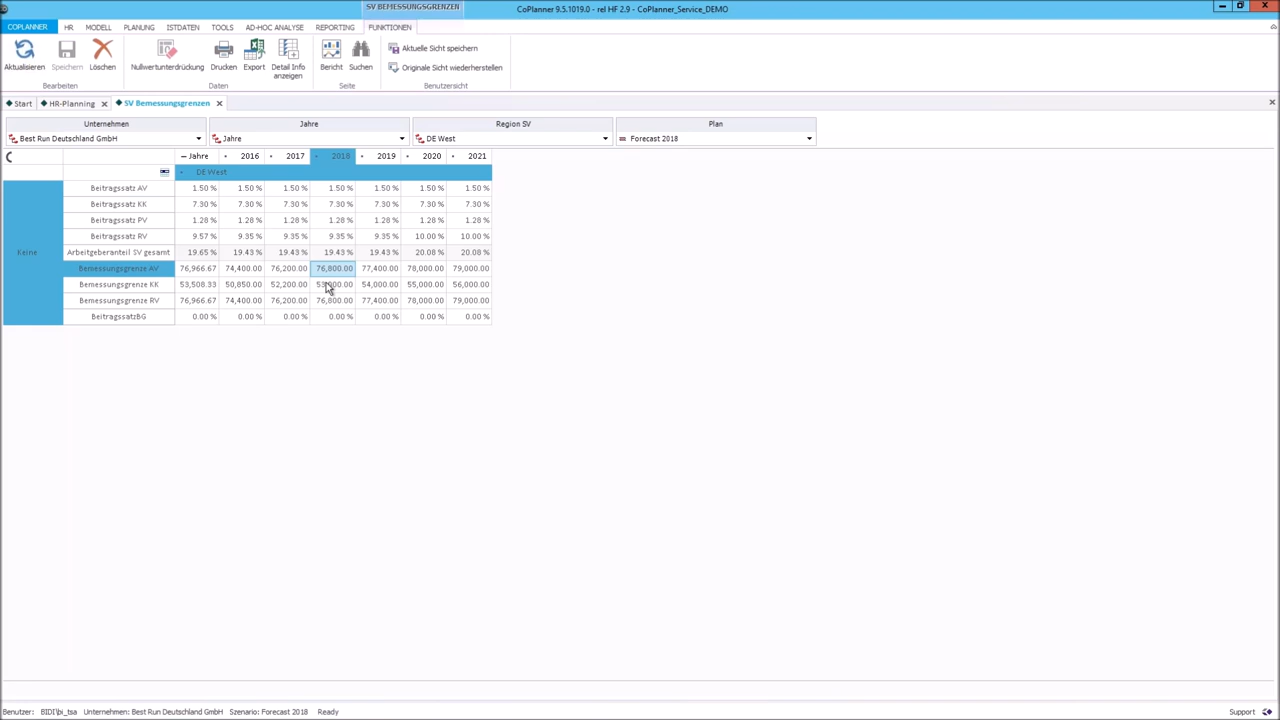 SV BEMESSUNGSGRENZEN
CoPlanner 9.5.1019.0 - rel HF 2.9 - CoPlanner_Service_DEMO
COPLANNER HR MODELL PLANUNG ISTDATEN TOOLS AD-HOC ANALYSE REPORTING FUNKTIONEN
Aktualisieren Speichern Löschen Nullwertunterdrückung Drucken Export Detail Info anzeigen Bericht Suchen
Aktuelle Sicht speichern
Originale Sicht wiederherstellen
Bearbeiten Daten Seite Benutzersicht
Start HR-Planning SV Bemessungsgrenzen
Unternehmen Jahre Region SV Plan
Best Run Deutschland GmbH Jahre DE West Forecast 2018
Jahre 2016 2017 2018 2019 2020 2021
DE West
Beitragssatz AV 1.50 % 1.50 % 1.50 % 1.50 % 1.50 % 1.50 % 1.50 %
Beitragssatz KK 7.30 % 7.30 % 7.30 % 7.30 % 7.30 % 7.30 % 7.30 %
Beitragssatz PV 1.28 % 1.28 % 1.28 % 1.28 % 1.28 % 1.28 % 1.28 %
Beitragssatz RV 9.57 % 9.35 % 9.35 % 9.35 % 9.35 % 10.00 % 10.00 %
Keine Arbeitgeberanteil SV gesamt 19.65 % 19.43 % 19.43 % 19.43 % 19.43 % 20.08 % 20.08 %
Bemessungsgrenze AV 76,966.67 74,400.00 76,200.00 76,800.00 77,400.00 78,000.00 79,000.00
Bemessungsgrenze KK 53,508.33 50,850.00 52,200.00 54,000.00 55,000.00 56,000.00
Bemessungsgrenze RV 76,966.67 74,400.00 76,200.00 76,800.00 77,400.00 78,000.00 79,000.00
BeitragssatzBG 0.00 % 0.00 % 0.00 % 0.00 % 0.00 % 0.00 % 0.00 %
Benutzer: BIDI\bi_tsa Unternehmen: Best Run Deutschland GmbH Szenario: Forecast 2018 Ready Support